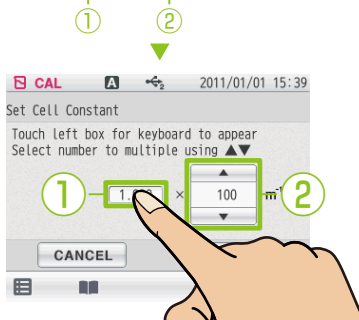 ① ②
CAL A 2 2011/01/01 15:39
Set Cell Constant
Touch left box for keyboard to appear
Select number to multiple using ▲▼
① × 100 ②
CANCEL